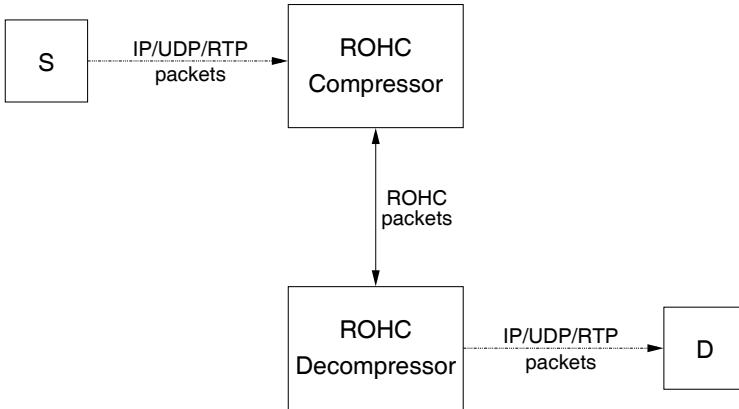 S
IP/UDP/RTP
packets
ROHC
Compressor
ROHC
packets
ROHC
Decompressor
IP/UDP/RTP
packets
D